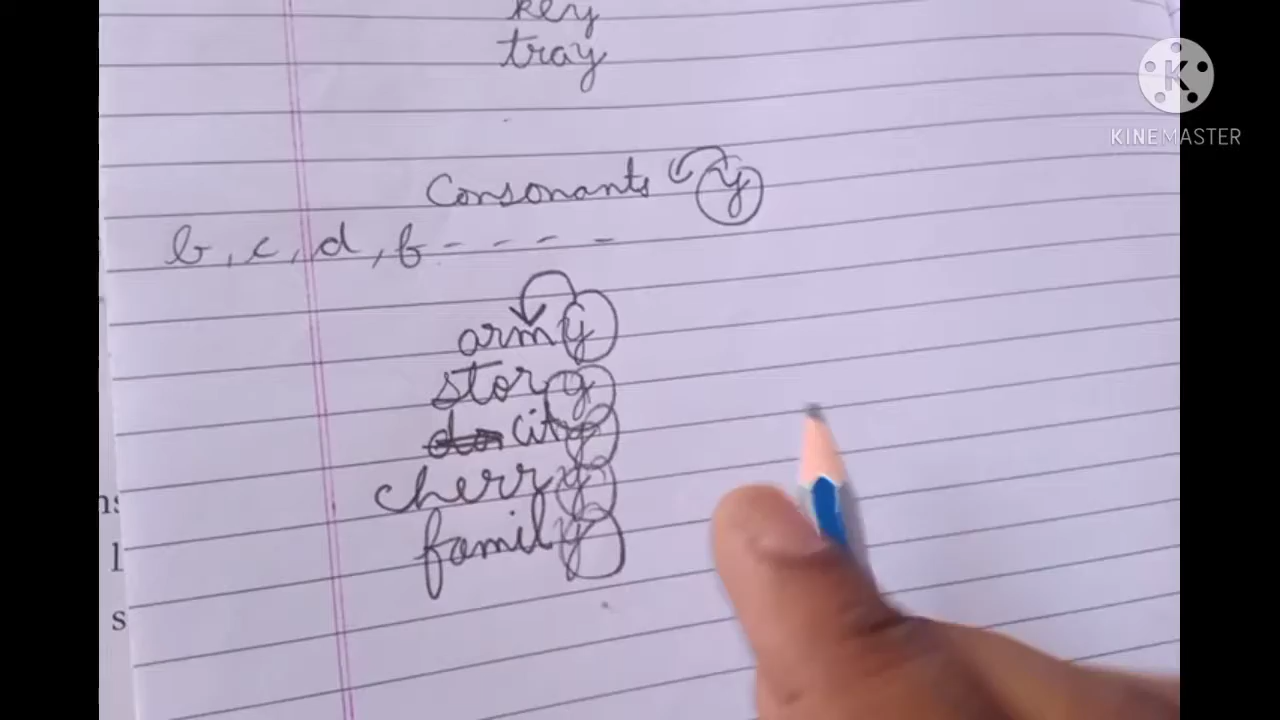 key
tray
K
KINEMASTER
Consonants y
b, c, d, f - - - -
army
story
city
cherry
family
l
s